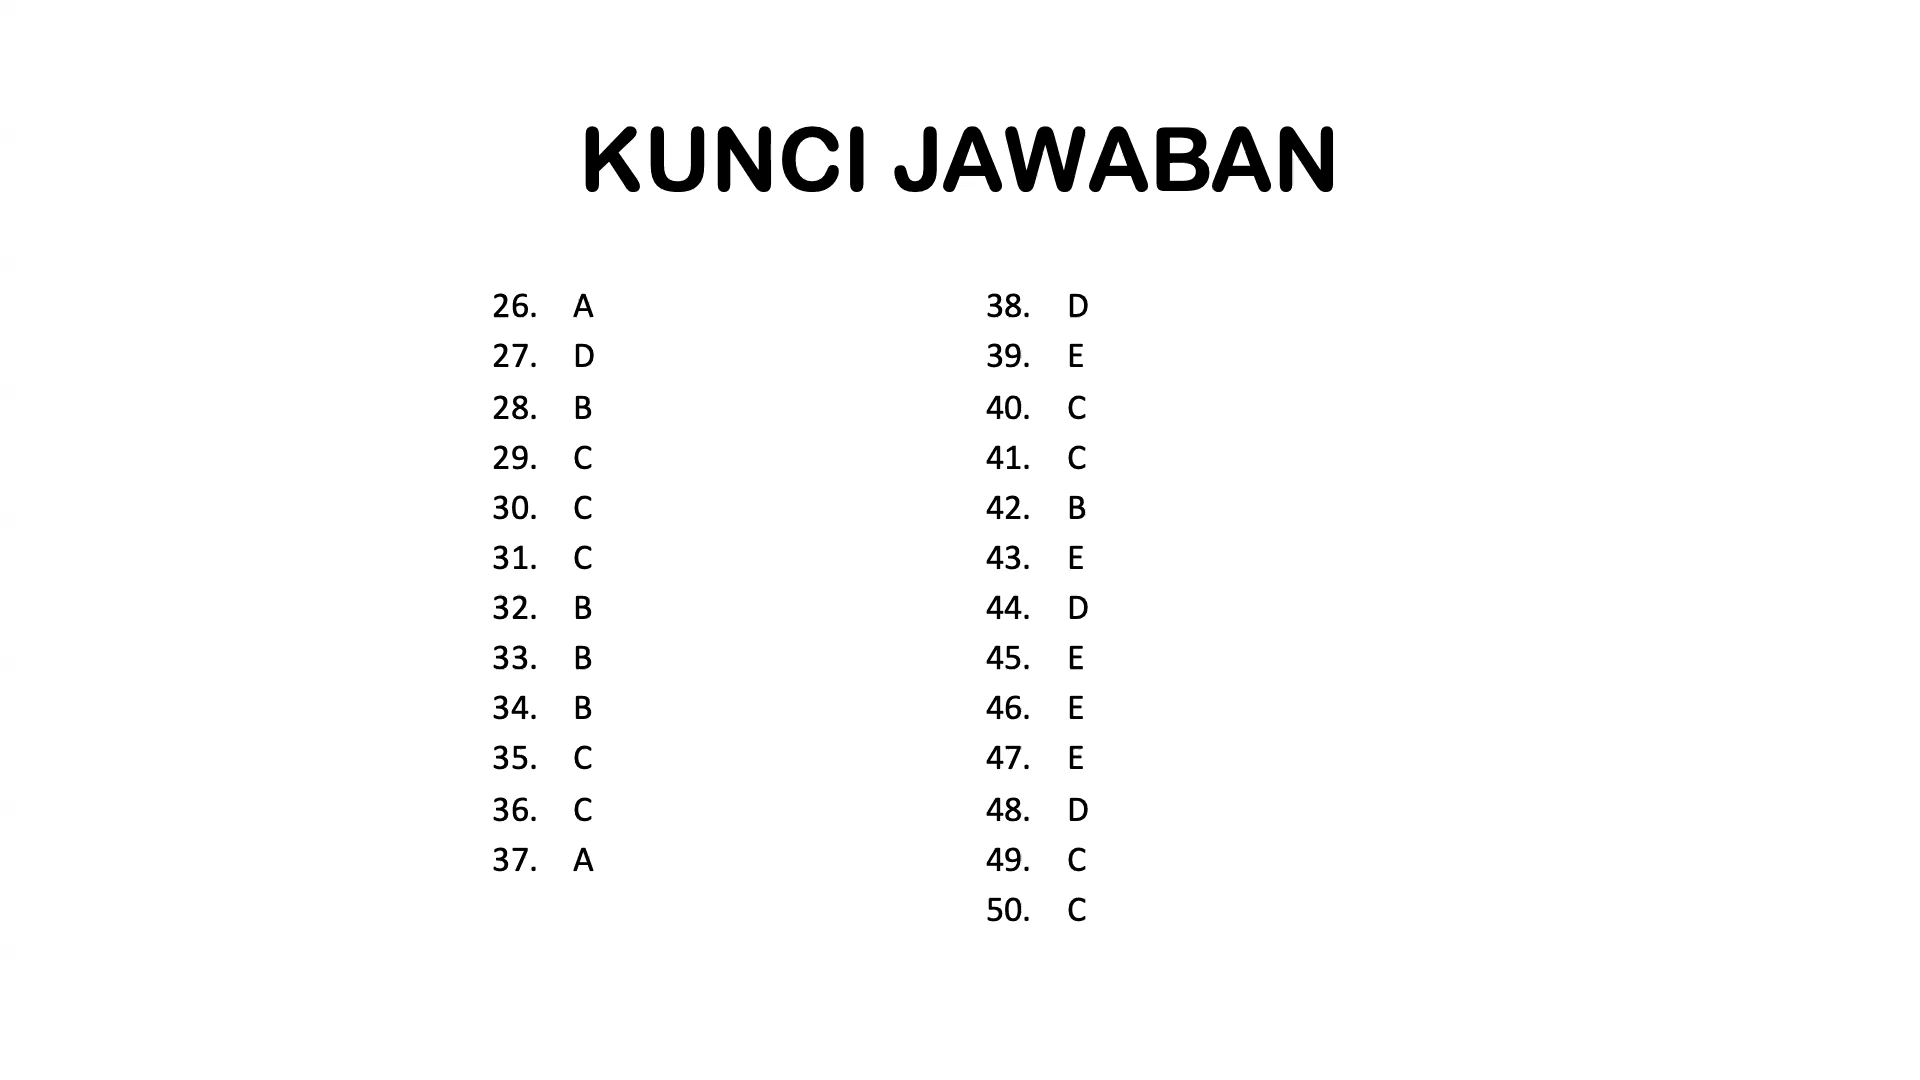 KUNCI JAWABAN
26. A
27. D
28. B
29. C
30. C
31. C
32. B
33. B
34. B
35. C
36. C
37. A
38. D
39. E
40. C
41. C
42. B
43. E
44. D
45. E
46. E
47. E
48. D
49. C
50. C